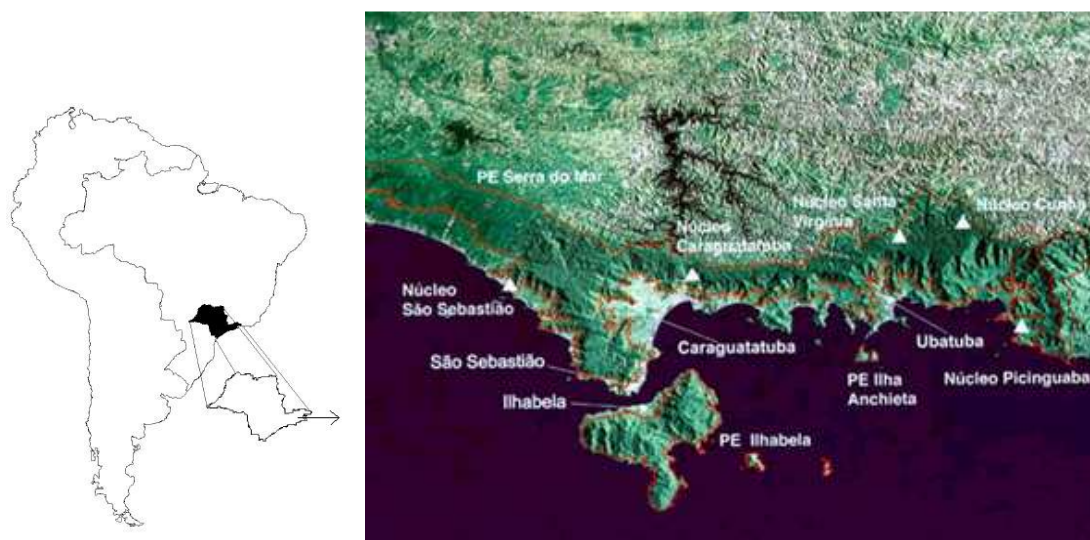 PE Serra do Mar
Núcleo Santa
Virgínia
Núcleo Cunha
Núcleo
Caraguatatuba
Núcleo
São Sebastião
São Sebastião
Caraguatatuba
Ubatuba
Ilhabela
PE Ilha
Anchieta
Núcleo Picinguaba
PE Ilhabela